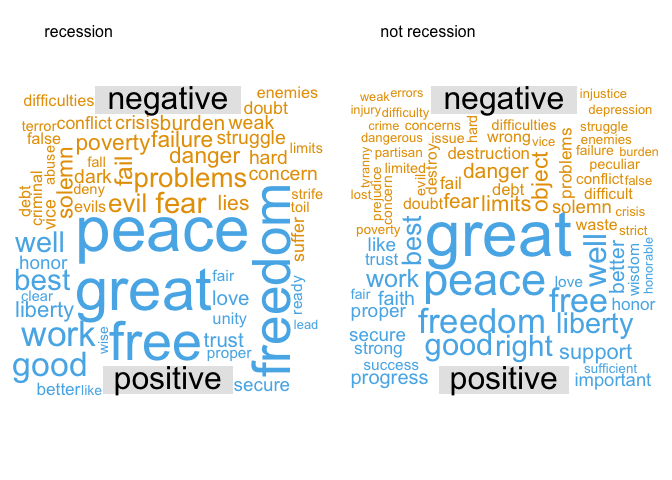 recession
negative
difficulties
enemies
doubt
terror
conflict
crisis
burden
weak
false
abuse
poverty
failure
struggle
fall
fail
danger
hard
limits
solemn
dark
problems
concern
deny
debt
criminal
vice
evils
evil
fear
lies
strife
toil
suffer
peace
freedom
well
honor
best
great
fair
clear
love
ready
liberty
unity
work
wise
free
trust
lead
proper
good
positive
better
like
secure
not recession
weak
errors
negative
injustice
injury
difficulty
depression
crime
concerns
hard
difficulties
struggle
dangerous
issue
wrong
vice
enemies
tyranny
partisan
destroy
destruction
object
problems
failure
burden
prejudice
limited
danger
peculiar
evils
fail
debt
conflict
false
lost
concern
doubt
fear
limits
difficult
solemn
crisis
poverty
waste
strict
best
great
like
well
better
wisdom
honorable
trust
work
peace
love
fair
faith
free
honor
proper
freedom
liberty
secure
strong
good
right
support
success
sufficient
progress
positive
important